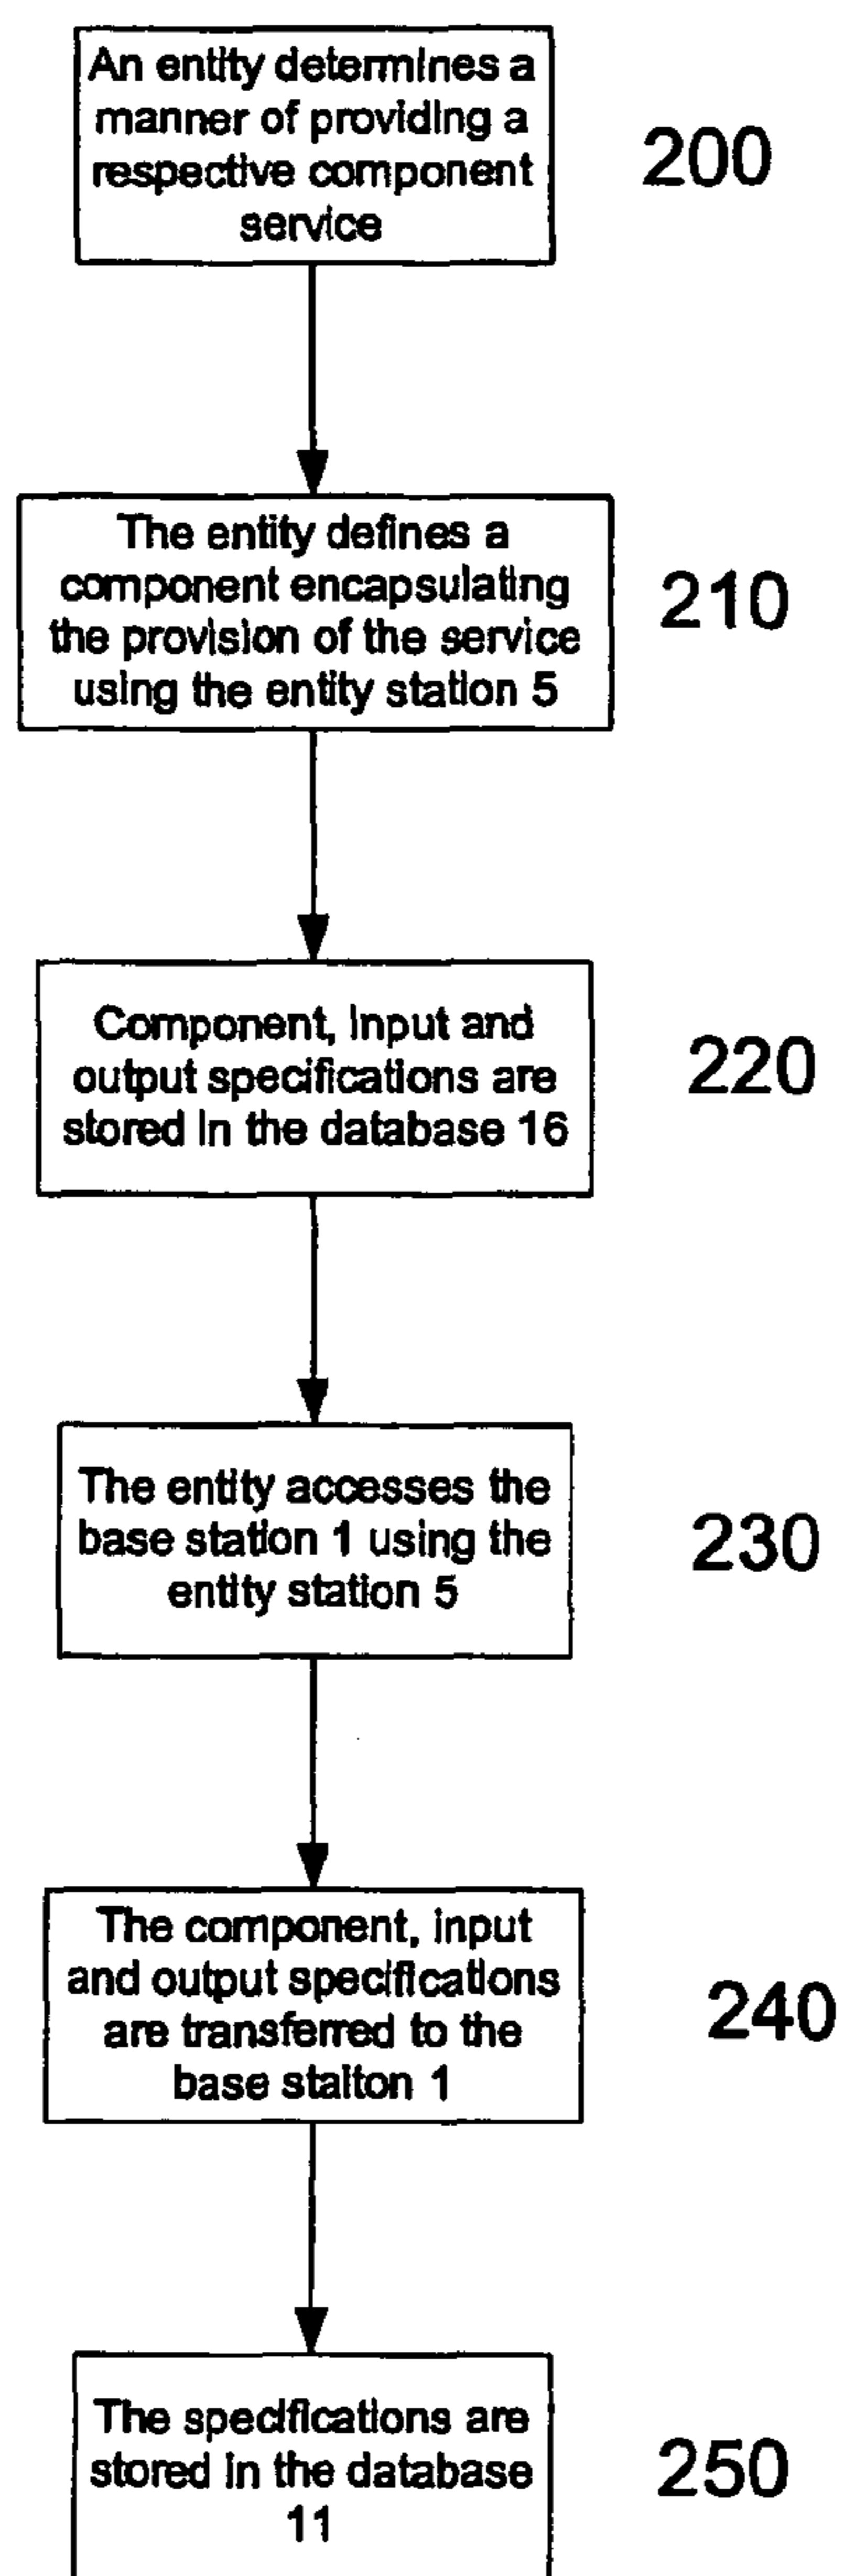 An entity determines a
manner of providing a
respective component
service
200
The entity defines a
component encapsulating
the provision of the service
using the entity station 5
210
Component, input and
output specifications are
stored in the database 16
220
The entity accesses the
base station 1 using the
entity station 5
230
The component, input
and output specifications
are transferred to the
base staiton 1
240
The specifications are
stored in the database
11
250